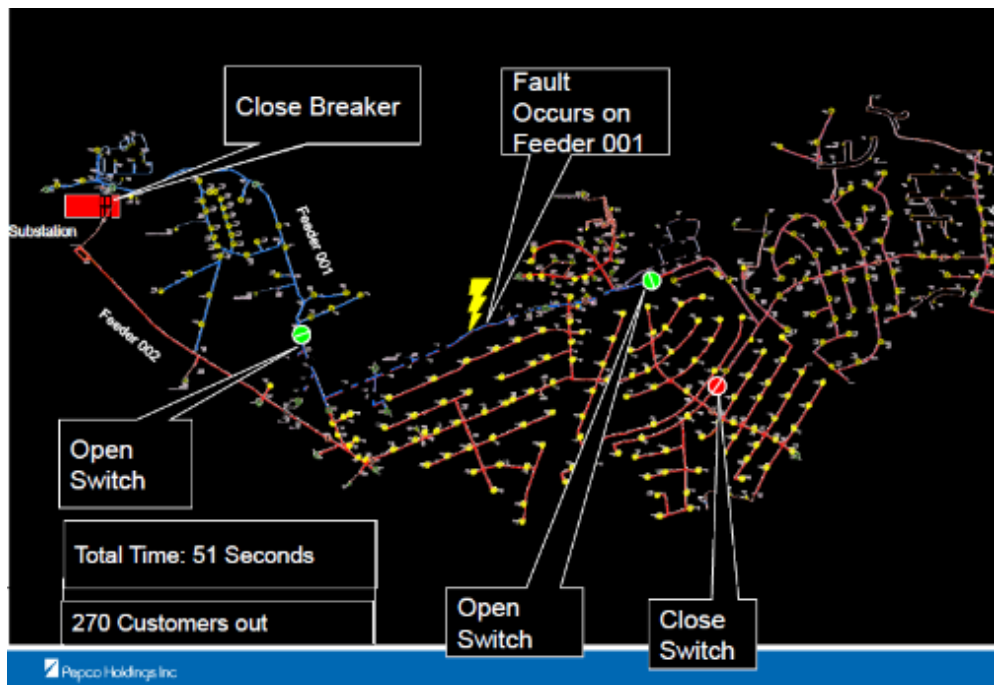 Close Breaker
Fault
Occurs on
Feeder 001
Substation
Feeder 001
Feeder 002
Open
Switch
Total Time: 51 Seconds
270 Customers out
Open
Switch
Close
Switch
Pepco Holdings Inc